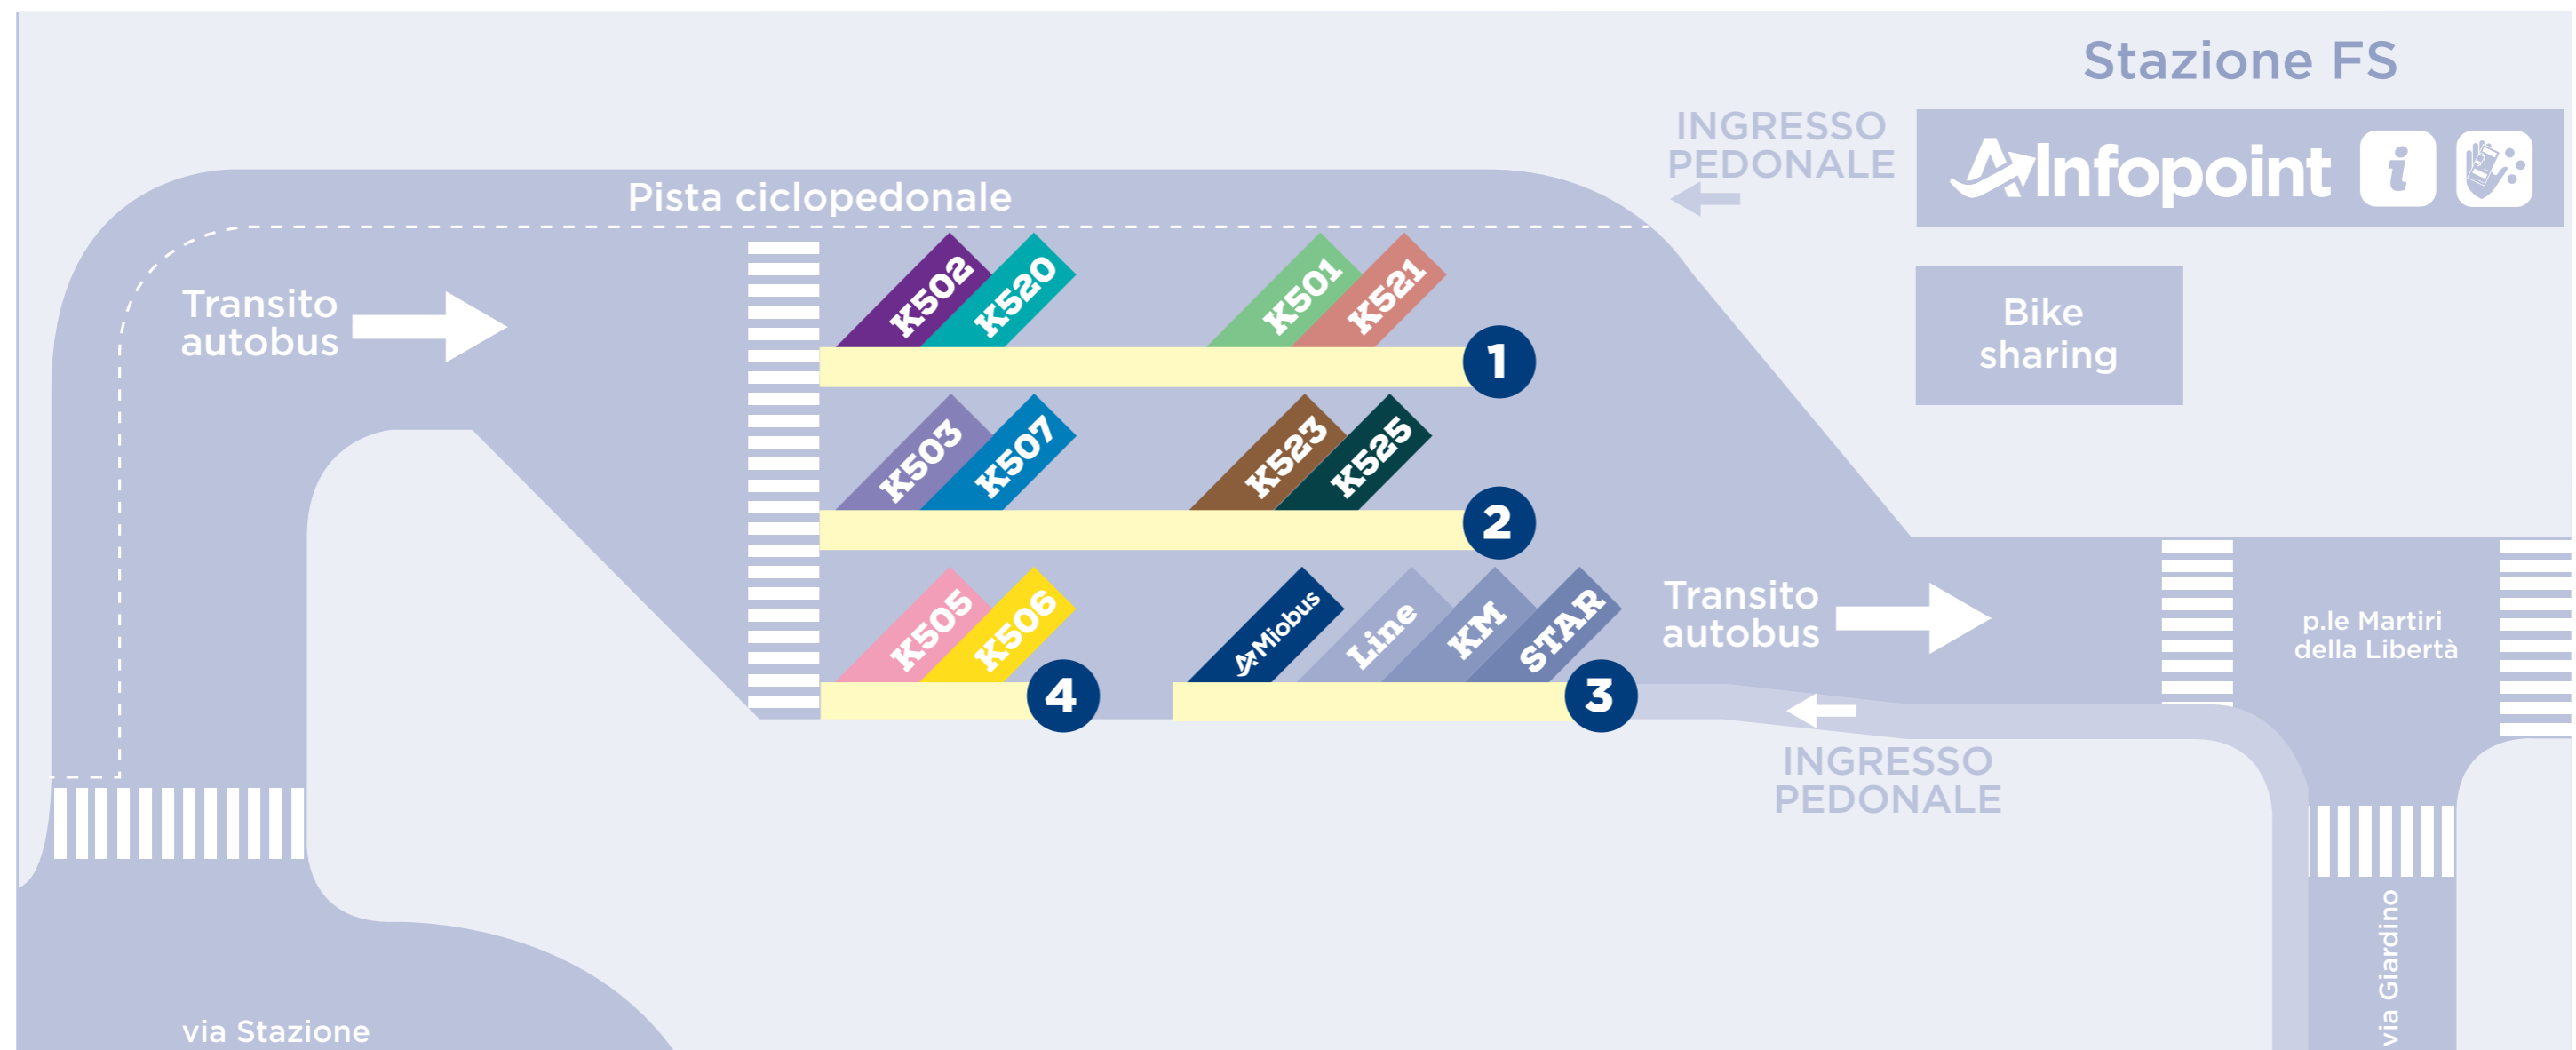 Stazione FS
INGRESSO
PEDONALE
Infopoint i
Pista ciclopedonale
Transito
autobus
K502 K520 K501 K521
1
Bike
sharing
K503 K507 K523 K525
2
K505 K506 Miobus Line KM STAR
4 3
Transito
autobus
p.le Martiri
della Libertà
INGRESSO
PEDONALE
via Giardino
via Stazione